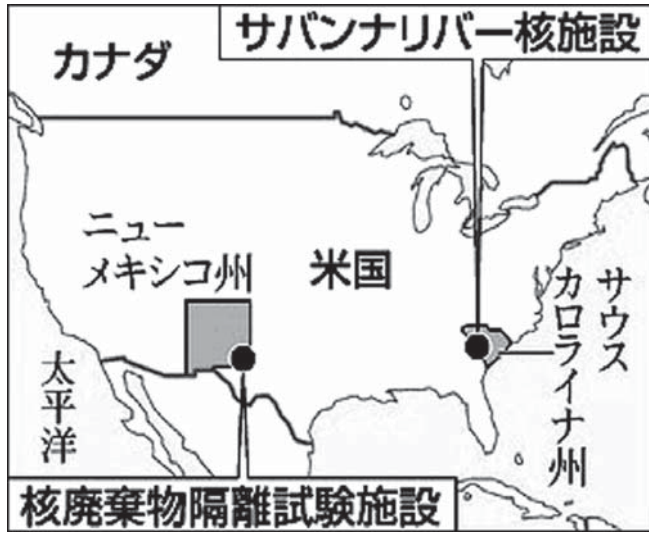 サバンナリバー核施設
カナダ
ニュー
メキシコ州
米国
サウス
カロライナ州
太平洋
核廃棄物隔離試験施設